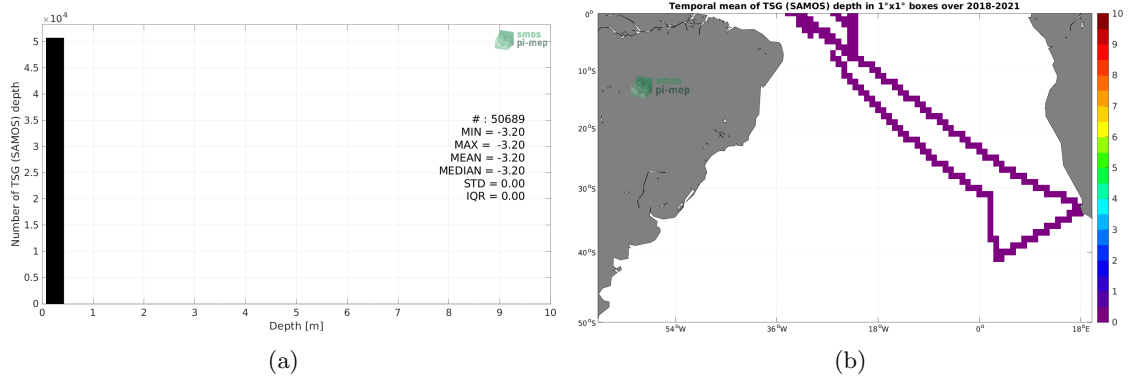 ×10⁴
5
4.5
4
3.5
3
2.5
2
1.5
1
0.5
0
0 1 2 3 4 5 6 7 8 9 10
Number of TSG (SAMOS) depth
Depth [m]
smos
pi-mep
# : 50689
MIN = -3.20
MAX = -3.20
MEAN = -3.20
MEDIAN = -3.20
STD = 0.00
IQR = 0.00
(a)
Temporal mean of TSG (SAMOS) depth in 1°x1° boxes over 2018-2021
0°
10°S
20°S
30°S
40°S
50°S
54°W 36°W 18°W 0° 18°E
smos
pi-mep
10
9
8
7
6
5
4
3
2
1
0
(b)